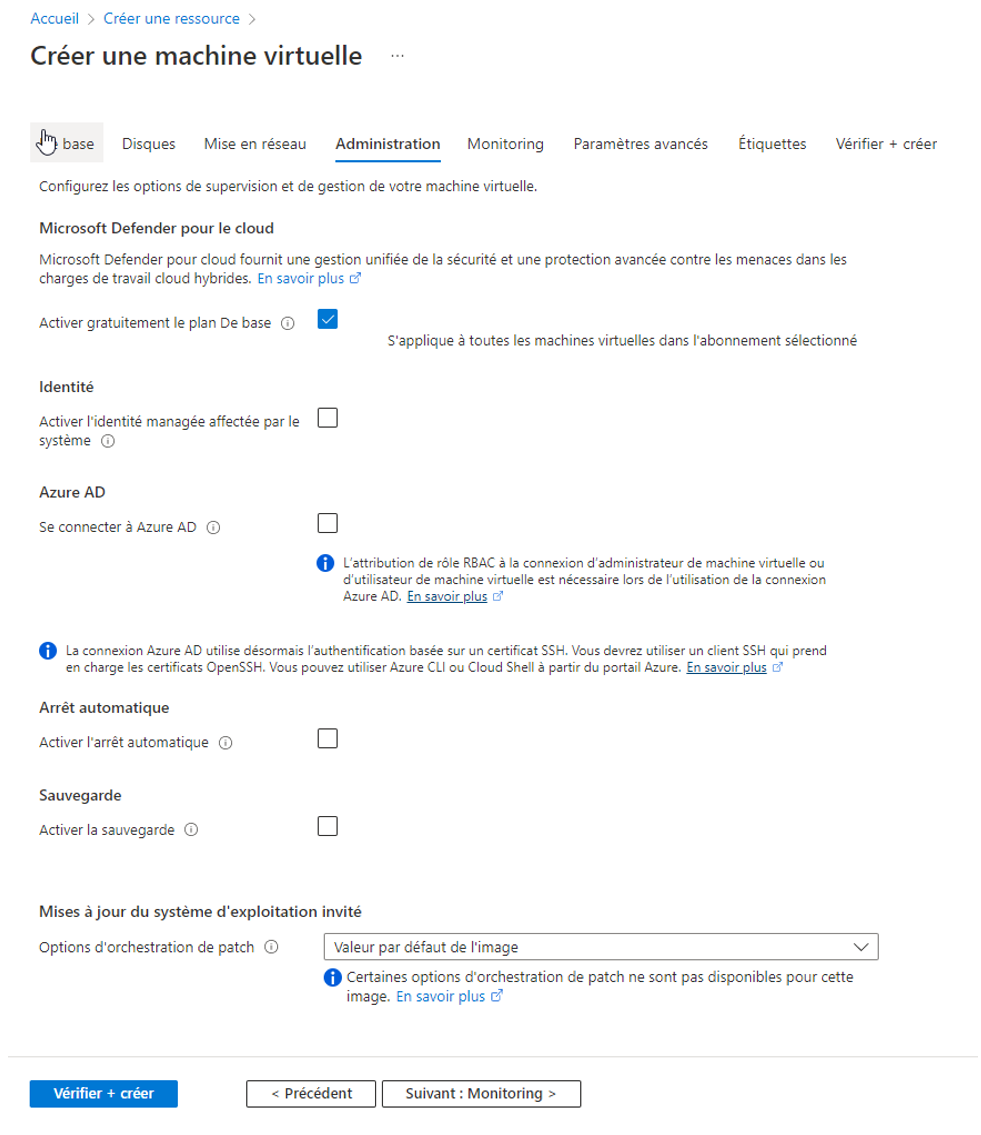 Accueil > Créer une ressource >
Créer une machine virtuelle ...
base Disques Mise en réseau Administration Monitoring Paramètres avancés Étiquettes Vérifier + créer
Configurez les options de supervision et de gestion de votre machine virtuelle.
Microsoft Defender pour le cloud
Microsoft Defender pour cloud fournit une gestion unifiée de la sécurité et une protection avancée contre les menaces dans les
charges de travail cloud hybrides. En savoir plus
Activer gratuitement le plan De base
S'applique à toutes les machines virtuelles dans l'abonnement sélectionné
Identité
Activer l'identité managée affectée par le
système
Azure AD
Se connecter à Azure AD
L'attribution de rôle RBAC à la connexion d'administrateur de machine virtuelle ou
d'utilisateur de machine virtuelle est nécessaire lors de l'utilisation de la connexion
Azure AD. En savoir plus
La connexion Azure AD utilise désormais l'authentification basée sur un certificat SSH. Vous devrez utiliser un client SSH qui prend
en charge les certificats OpenSSH. Vous pouvez utiliser Azure CLI ou Cloud Shell à partir du portail Azure. En savoir plus
Arrêt automatique
Activer l'arrêt automatique
Sauvegarde
Activer la sauvegarde
Mises à jour du système d'exploitation invité
Options d'orchestration de patch Valeur par défaut de l'image
Certaines options d'orchestration de patch ne sont pas disponibles pour cette
image. En savoir plus
Vérifier + créer < Précédent Suivant : Monitoring >